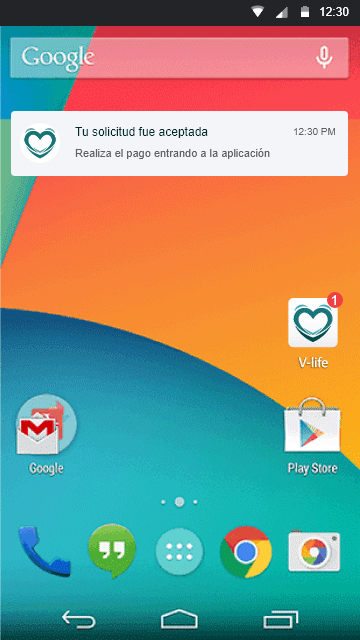 12:30
Google
Tu solicitud fue aceptada 12:30 PM
Realiza el pago entrando a la aplicación
1
V-life
Google
Play Store